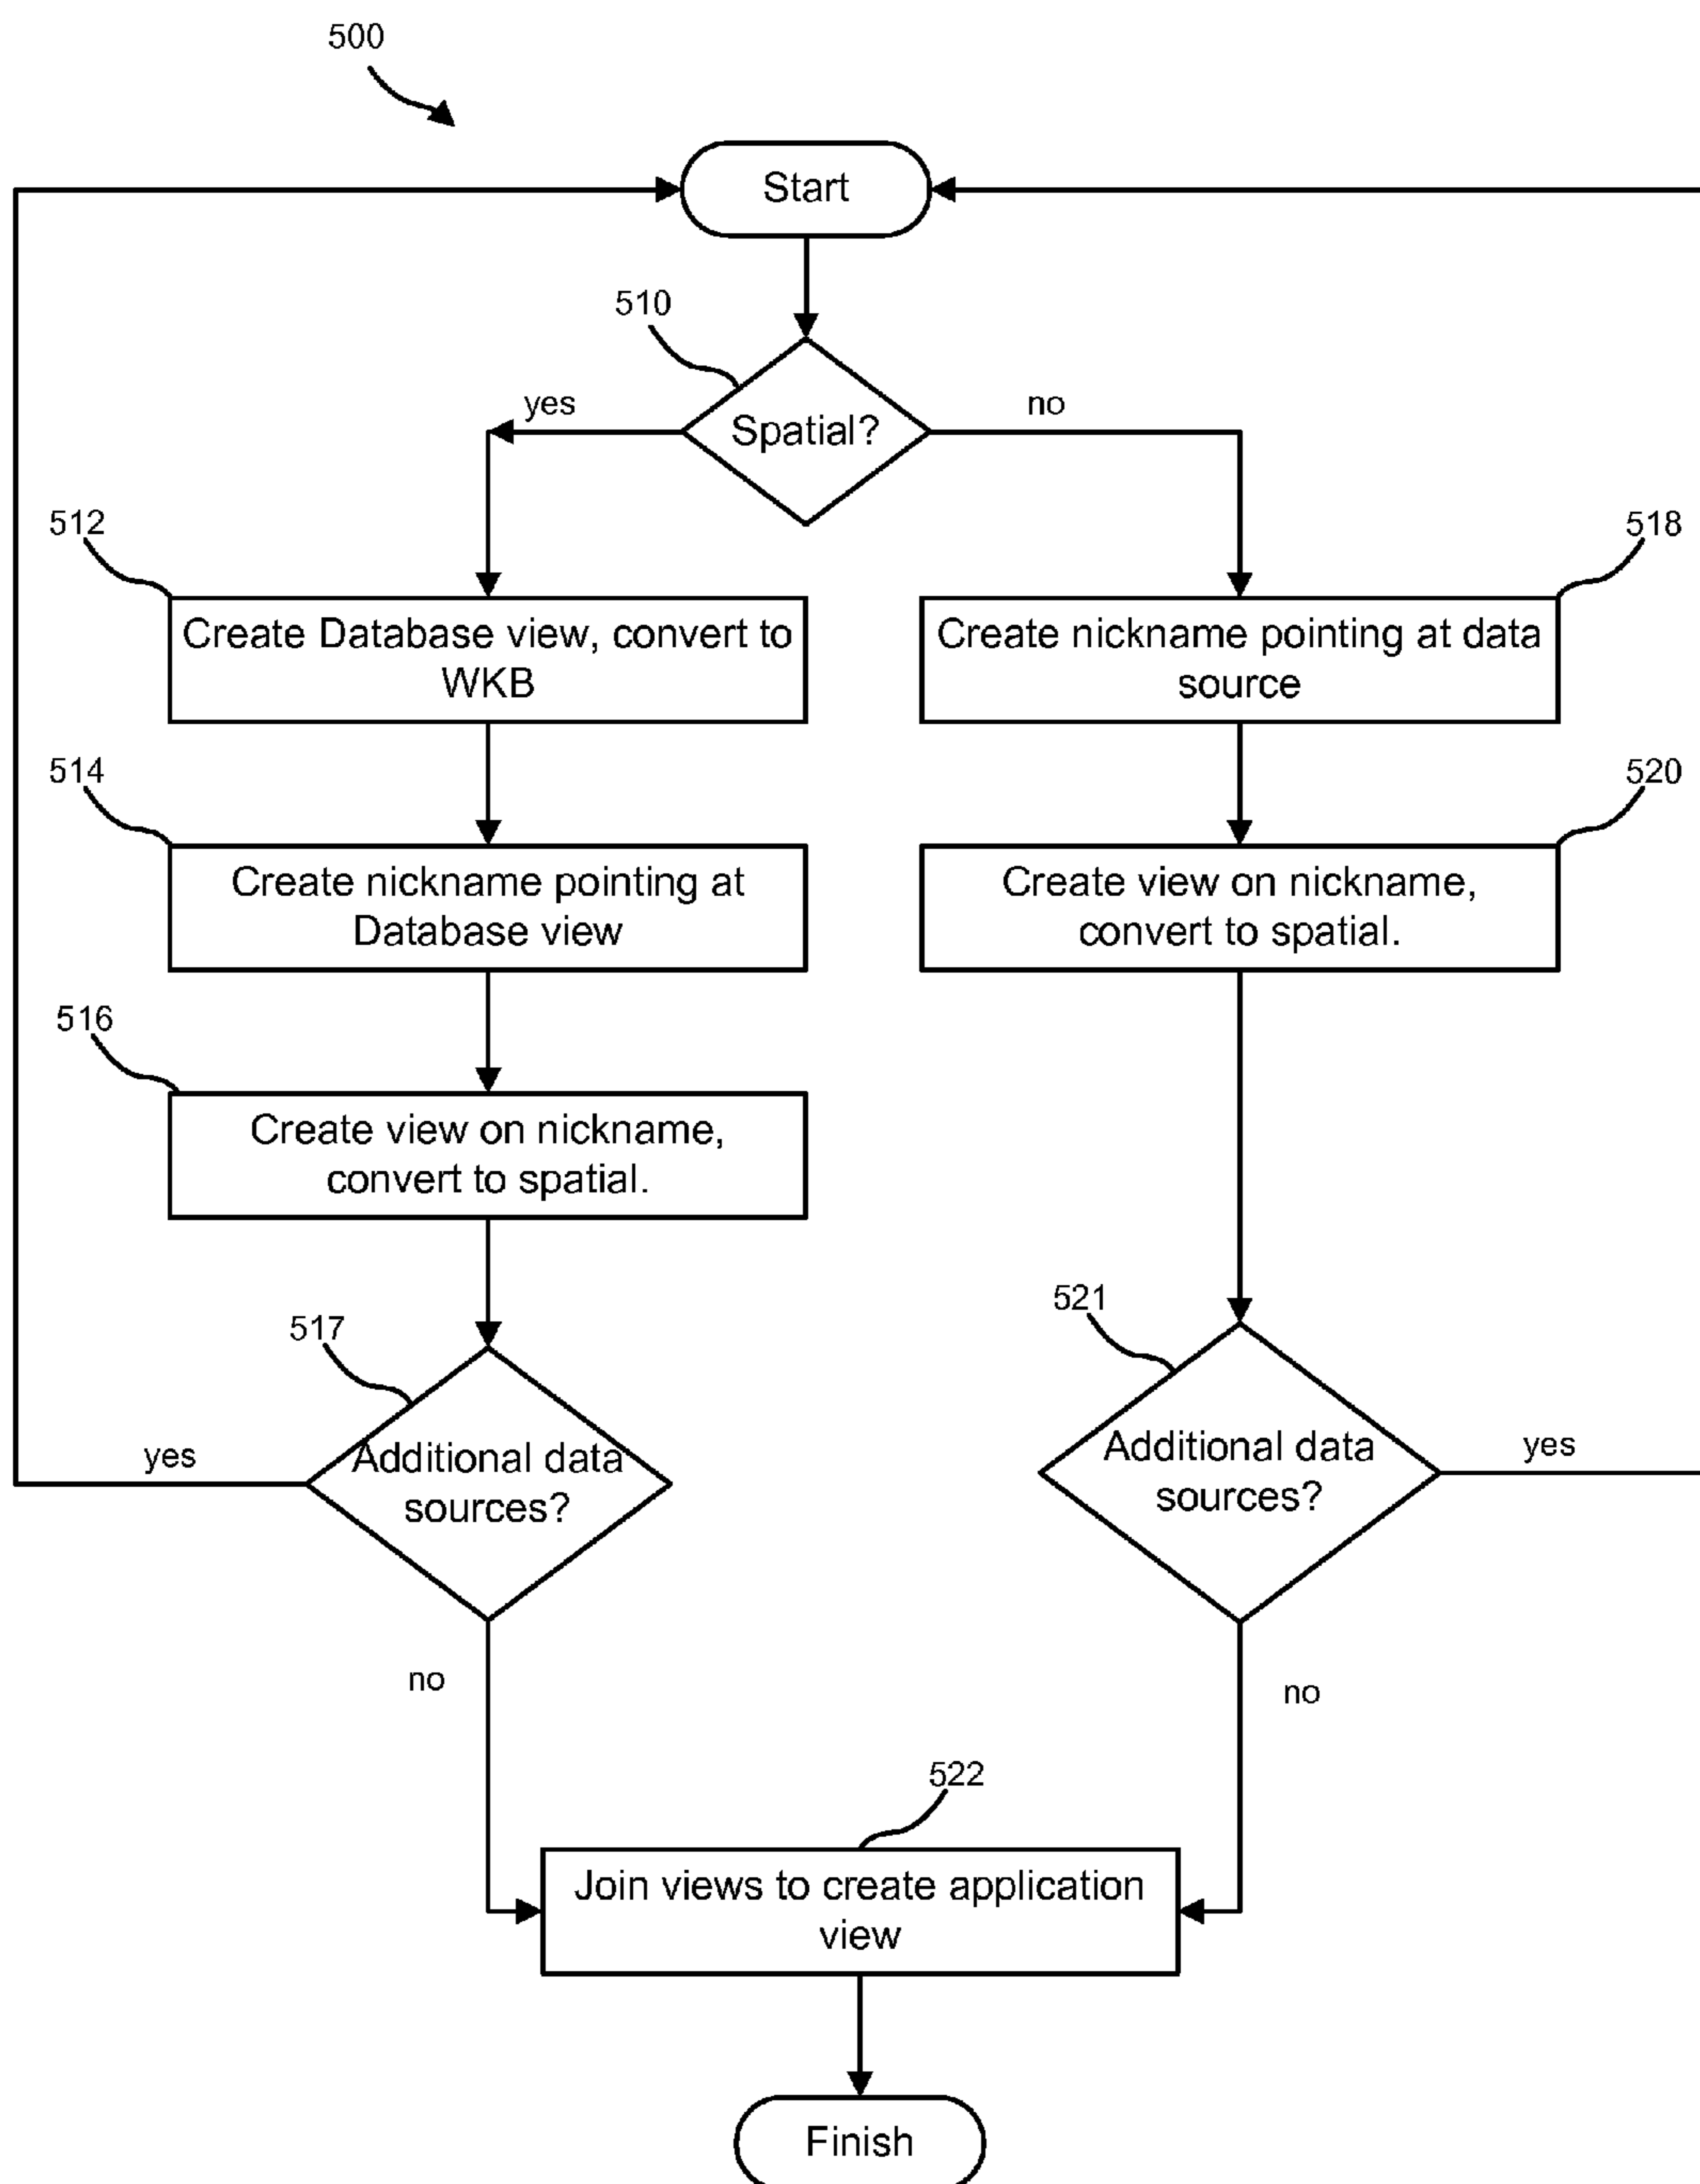 500
Start
510
yes
Spatial?
no
512
518
Create Database view, convert to
WKB
Create nickname pointing at data
source
514
520
Create nickname pointing at
Database view
Create view on nickname,
convert to spatial.
516
Create view on nickname,
convert to spatial.
517
521
yes
Additional data
sources?
Additional data
sources?
yes
no
no
522
Join views to create application
view
Finish